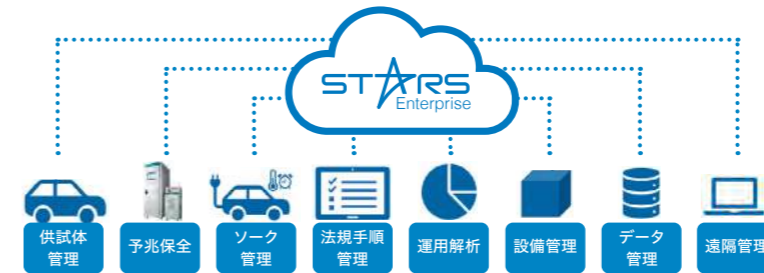 STARS
Enterprise
供試体
管理
予兆保全
ソーク
管理
法規手順
管理
運用解析
設備管理
データ
管理
遠隔管理